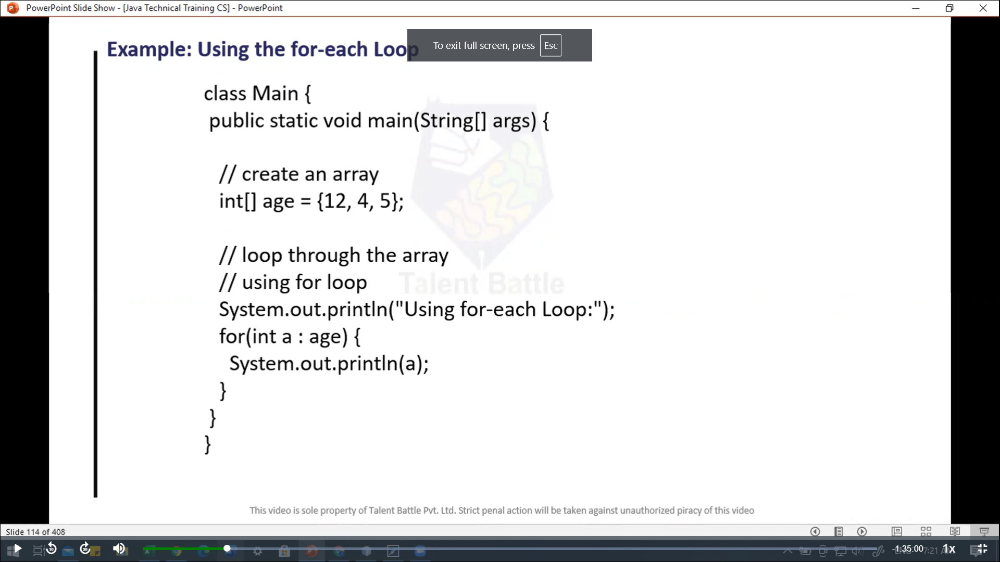 PowerPoint Slide Show - [Java Technical Training CS] - PowerPoint
To exit full screen, press Esc
Example: Using the for-each Loop
class Main {
public static void main(String[] args) {
// create an array
int[] age = {12, 4, 5};
// loop through the array
// using for loop
System.out.println("Using for-each Loop:");
for(int a : age) {
System.out.println(a);
}
}
}
Talent Battle
This video is sole property of Talent Battle Pvt. Ltd. Strict penal action will be taken against unauthorized piracy of this video
Slide 114 of 408
10
30
-1:35:00
7:21
1x